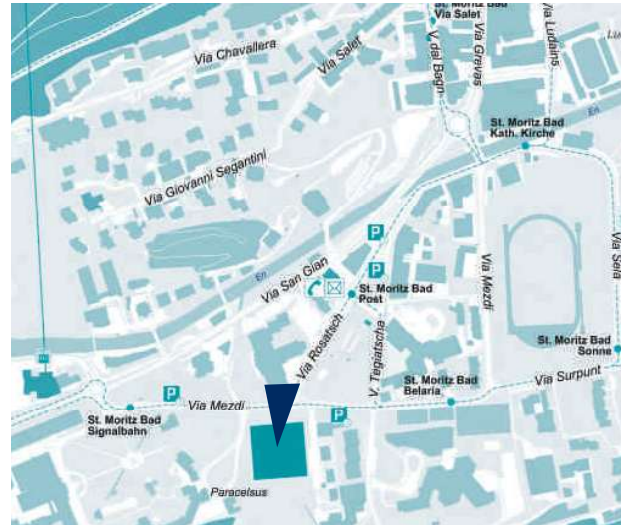 St. Moritz Bad
Via Salet
Via Chavallera
Via Salet
V. dal Bagn
Via Grevas
Via Ludains
En
St. Moritz Bad
Kath. Kirche
Via Giovanni Segantini
P
En
Via San Gian
P
St. Moritz Bad
Post
Via Mezdi
Via Sela
Via Rosatsch
V. Tegiatscha
St. Moritz Bad
Sonne
Via Surpunt
St. Moritz Bad
Belaria
P
Via Mezdi
P
St. Moritz Bad
Signalbahn
Paracelsus